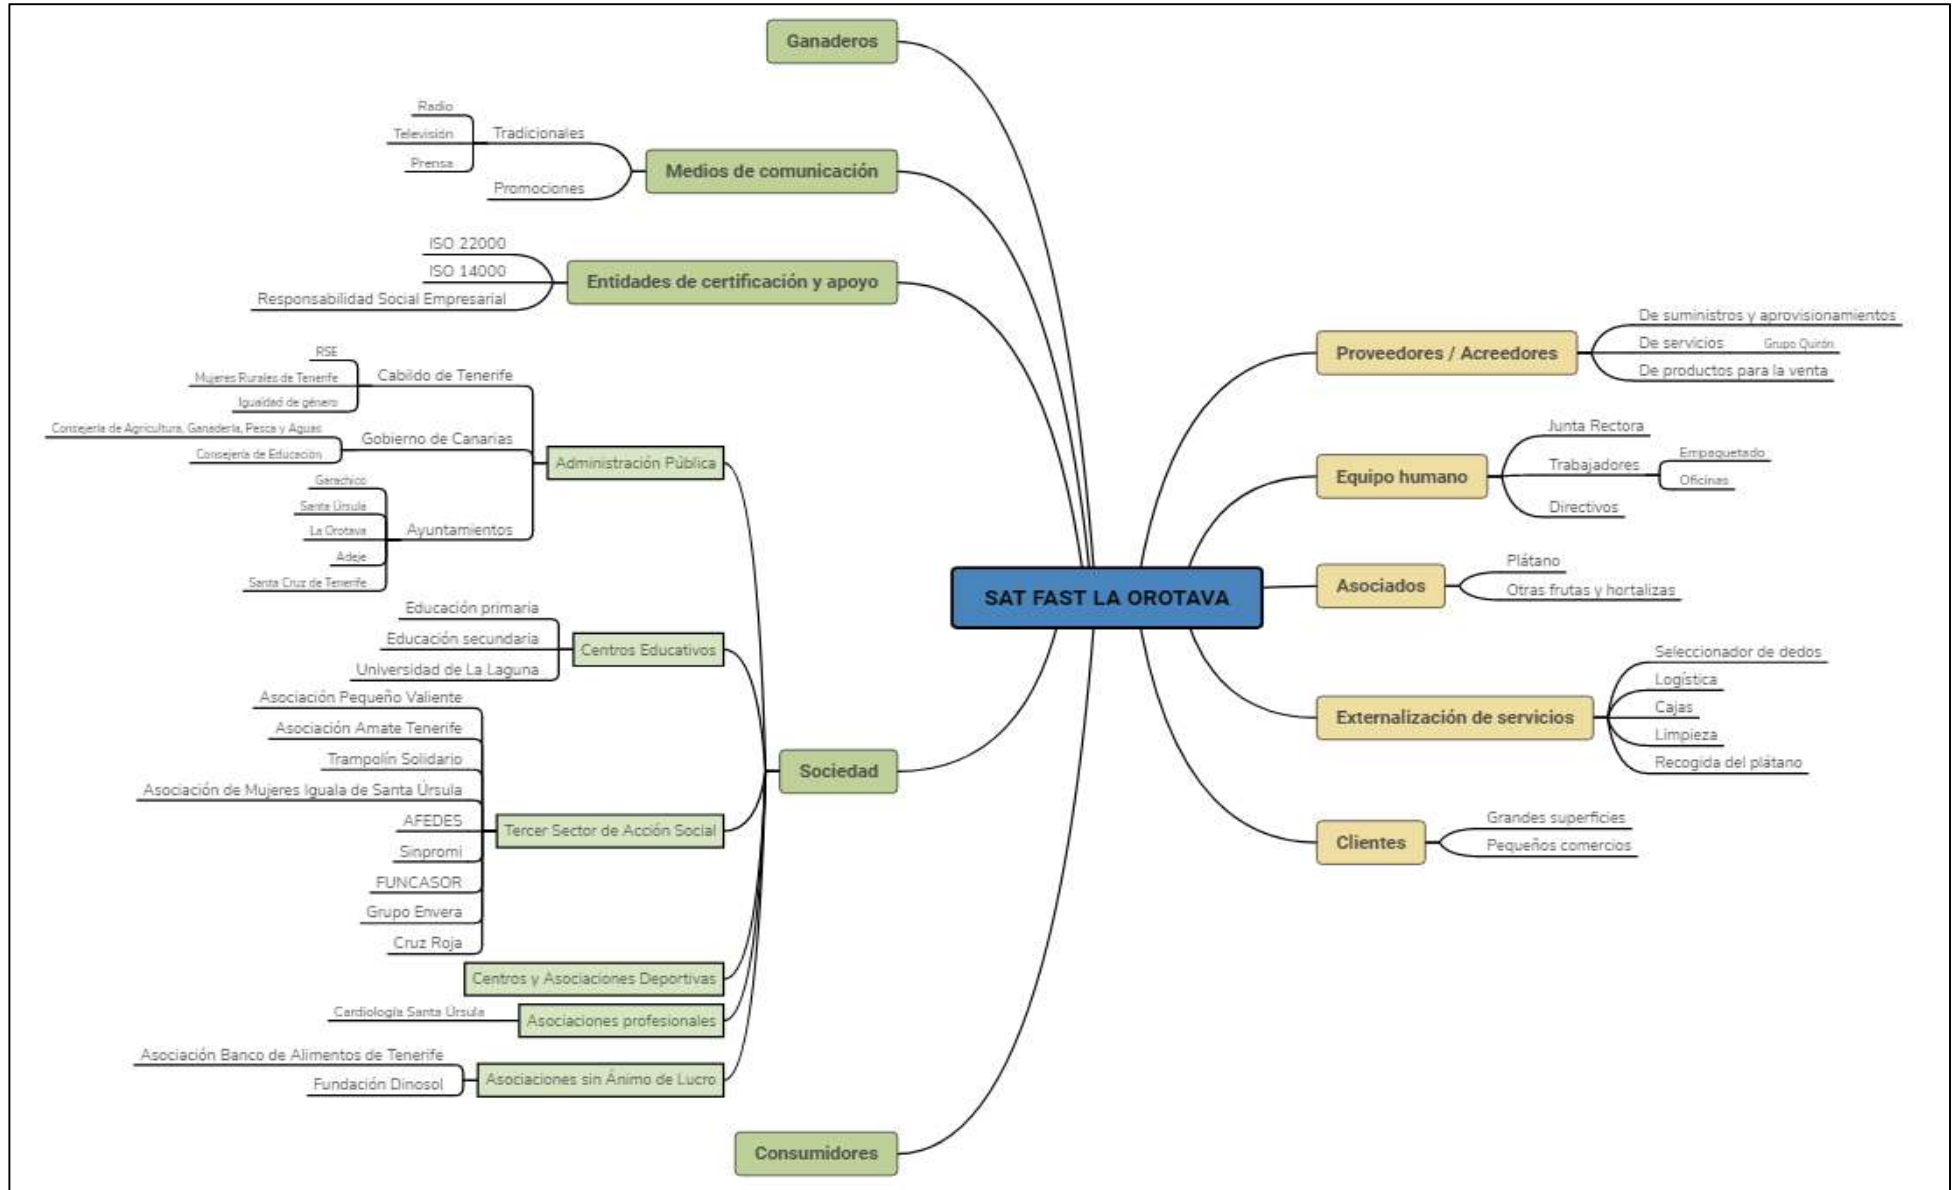 Ganaderos
Radio
Televisión
Prensa
Tradicionales
Promociones
Medios de comunicación
ISO 22000
ISO 14000
Responsabilidad Social Empresarial
Entidades de certificación y apoyo
RSE
Mujeres Rurales de Tenerife
Igualdad de género
Cabildo de Tenerife
Consejería de Agricultura, Ganadería, Pesca y Aguas
Consejería de Educación
Gobierno de Canarias
Garachico
Santa Úrsula
La Orotava
Adeje
Santa Cruz de Tenerife
Ayuntamientos
Administración Pública
Educación primaria
Educación secundaria
Universidad de La Laguna
Centros Educativos
Asociación Pequeño Valiente
Asociación Amate Tenerife
Trampolín Solidario
Asociación de Mujeres Iguala de Santa Úrsula
AFEDES
Sinpromi
FUNCASOR
Grupo Envera
Cruz Roja
Tercer Sector de Acción Social
Centros y Asociaciones Deportivas
Cardiología Santa Úrsula
Asociaciones profesionales
Asociación Banco de Alimentos de Tenerife
Fundación Dinosol
Asociaciones sin Ánimo de Lucro
Sociedad
Consumidores
SAT FAST LA OROTAVA
Proveedores / Acreedores
De suministros y aprovisionamientos
De servicios
Grupo Quirón
De productos para la venta
Equipo humano
Junta Rectora
Trabajadores
Empaquetado
Oficinas
Directivos
Asociados
Plátano
Otras frutas y hortalizas
Externalización de servicios
Seleccionador de dedos
Logística
Cajas
Limpieza
Recogida del plátano
Clientes
Grandes superficies
Pequeños comercios